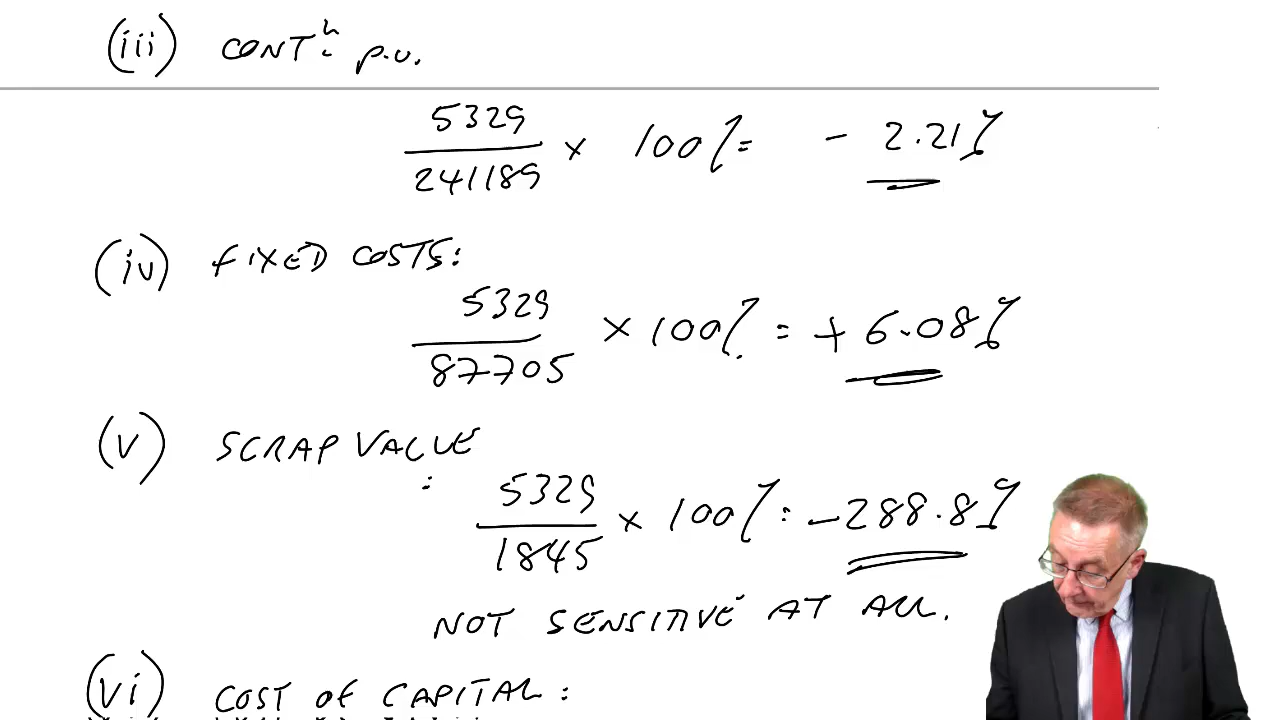 (iii) CONTⁿ p.u.
5329
241189 × 100% = - 2.21%
(iv) FIXED COSTS:
5329
87705 × 100% = + 6.08%
(v) SCRAP VALUE
:
5329
1845 × 100% = -288.8%
NOT SENSITIVE AT ALL.
(vi) COST OF CAPITAL: